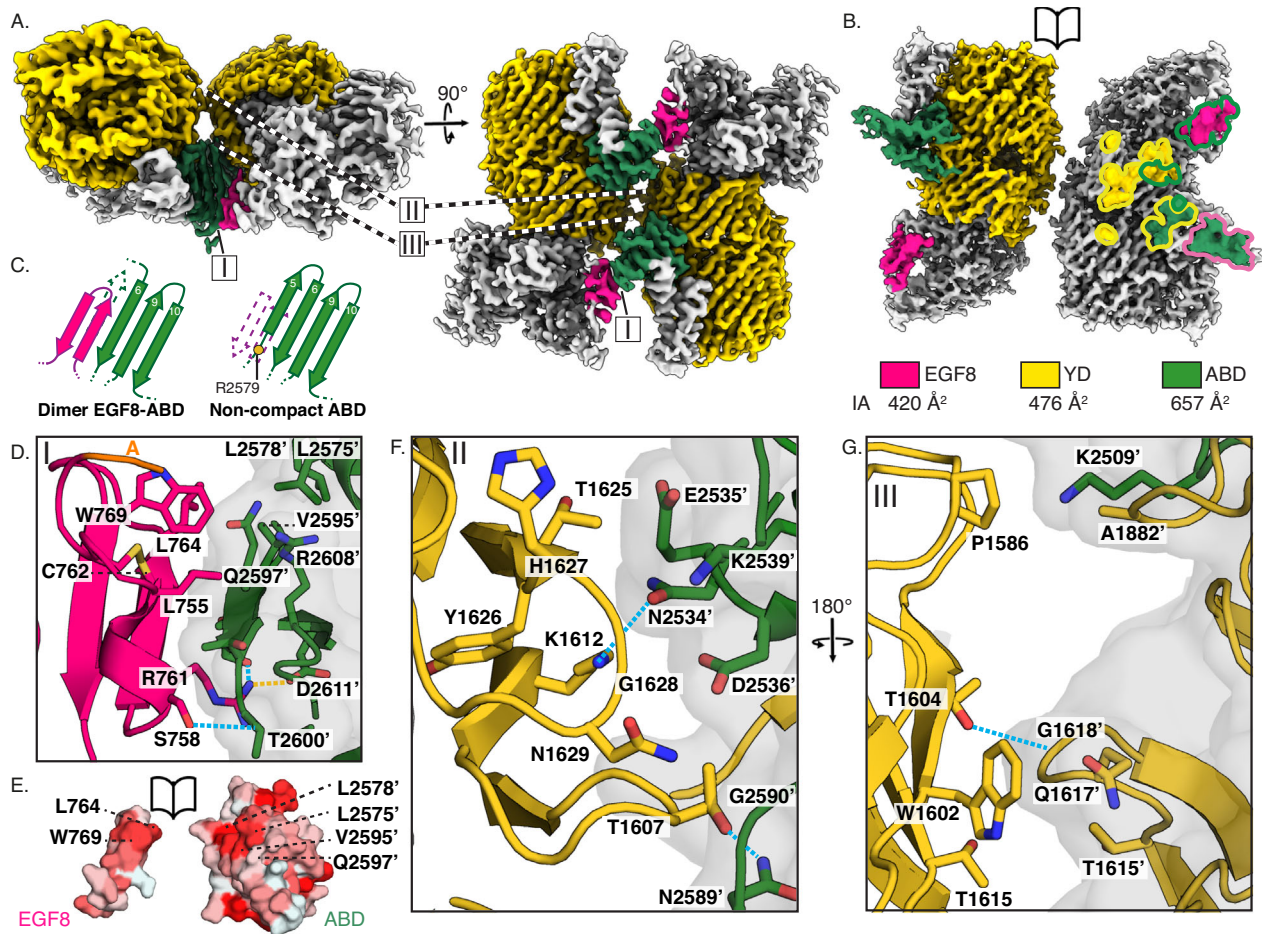 A.
90°
II
III
I
I
B.
EGF8 YD ABD
IA 420 Å² 476 Å² 657 Å²
C.
5 6 9 10
6 9 10
R2579
Dimer EGF8-ABD Non-compact ABD
D.
I
A
L2578’ L2575’
W769
V2595’
L764
R2608’
C762
Q2597’
L755
R761
D2611’
S758
T2600’
E.
L764
W769
L2578’
L2575’
V2595’
Q2597’
EGF8 ABD
F.
II
T1625
E2535’
H1627
K2539’
Y1626
N2534’
K1612
G1628
D2536’
N1629
G2590’
T1607
N2589’
180°
G.
III
K2509’
P1586
A1882’
T1604
G1618’
Q1617’
W1602
T1615’
T1615